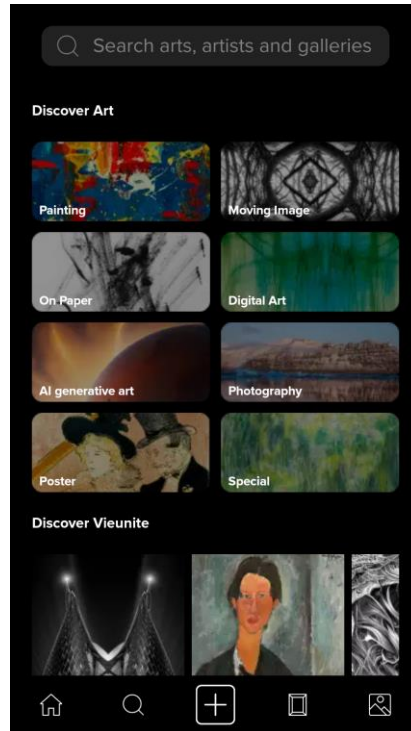 Search arts, artists and galleries
Discover Art
Painting
Moving Image
On Paper
Digital Art
AI generative art
Photography
Poster
Special
Discover Vieunite